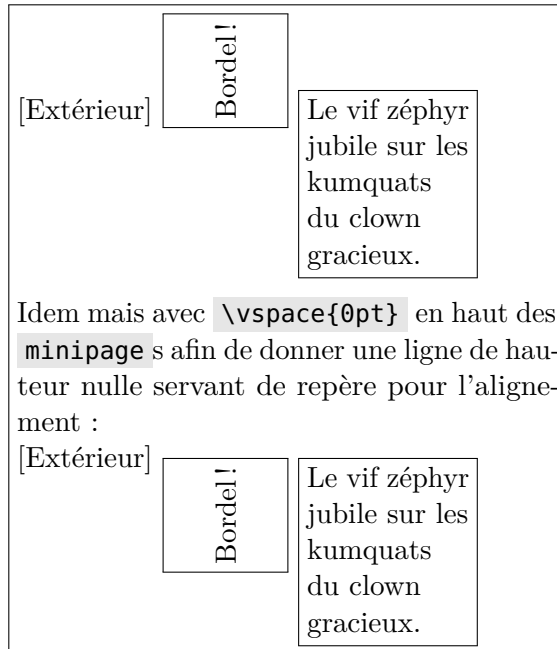 Bordel !
[Extérieur]
Le vif zéphyr
jubile sur les
kumquats
du clown
gracieux.
Idem mais avec \vspace{0pt} en haut des
minipage s afin de donner une ligne de hau-
teur nulle servant de repère pour l'aligne-
ment :
[Extérieur]
Bordel !
Le vif zéphyr
jubile sur les
kumquats
du clown
gracieux.